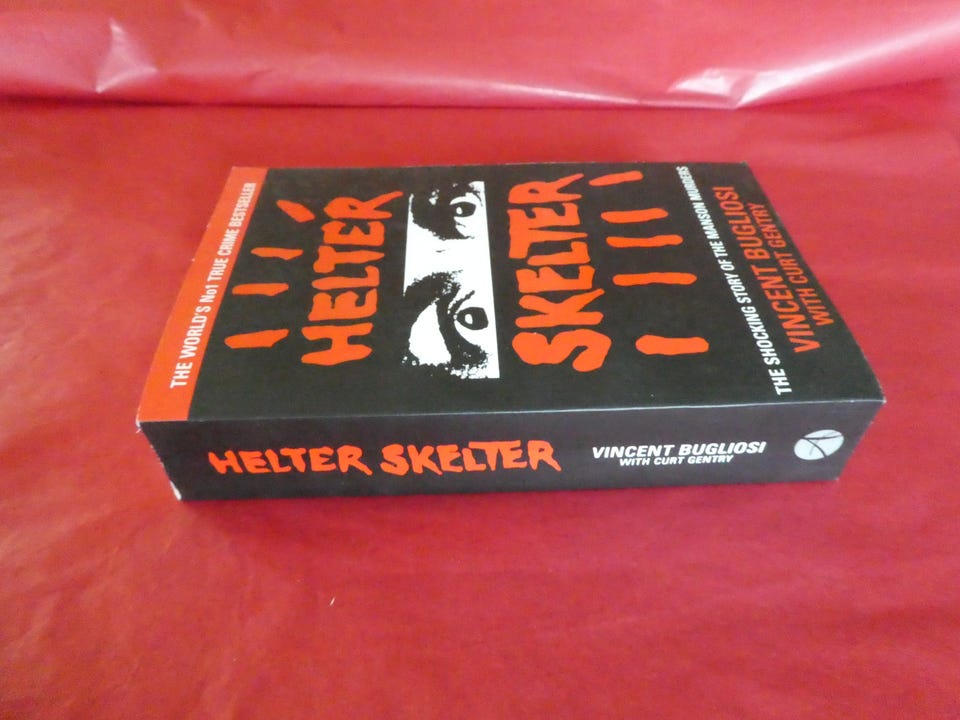 THE WORLD'S No1 TRUE CRIME BESTSELLER
HELTER
SKELTER
THE SHOCKING STORY OF THE MANSON MURDERS
VINCENT BUGLIOSI
WITH CURT GENTRY
HELTER SKELTER
VINCENT BUGLIOSI
WITH CURT GENTRY